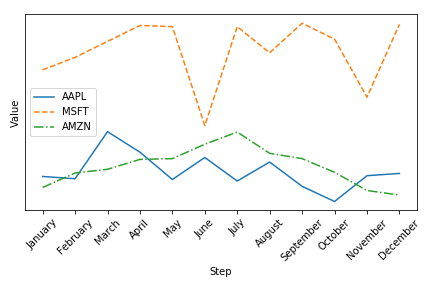 Value
AAPL
MSFT
AMZN
January
February
March
April
May
June
July
August
September
October
November
December
Step